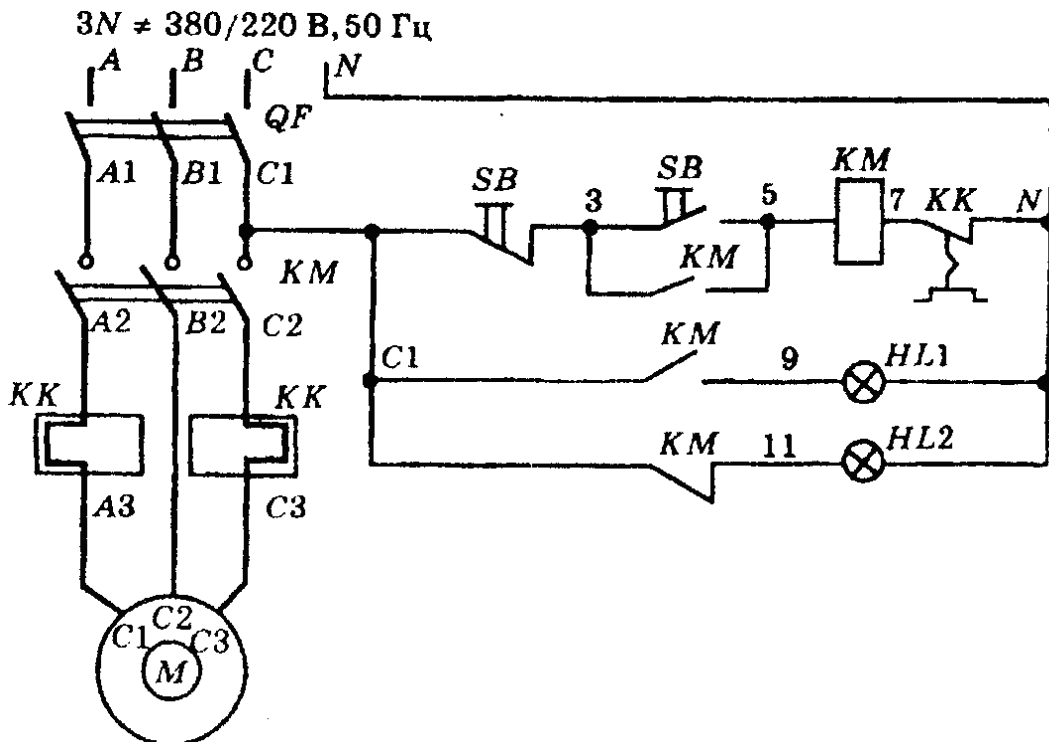 3N ≠ 380/220 В, 50 Гц
A B C N
QF
A1 B1 C1
SB 3 SB 5 KM 7 KK N
KM
KM
A2 B2 C2
KM
C1 9 HL1
KK KK
KM 11 HL2
A3 C3
C1 C2 C3
M